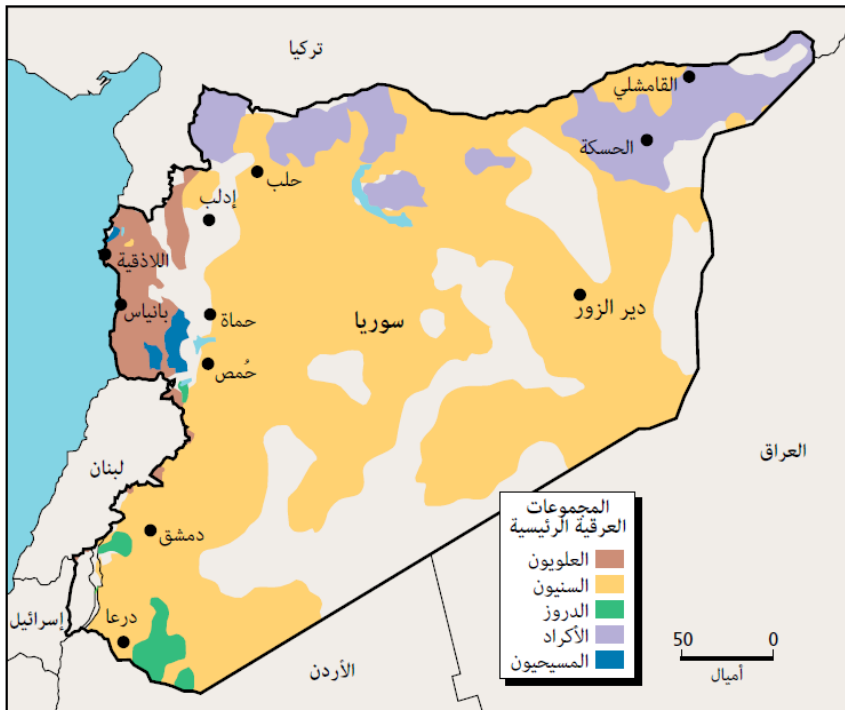 تركيا
القامشلي
الحسكة
حلب
إدلب
اللاذقية
بانياس
حماة
سوريا
دير الزور
حُمص
لبنان
العراق
دمشق
درعا
إسرائيل
الأردن
المجموعات
العرقية الرئيسية
العلويون
السنيون
الدروز
الأكراد
المسيحيون
50 0
أميال